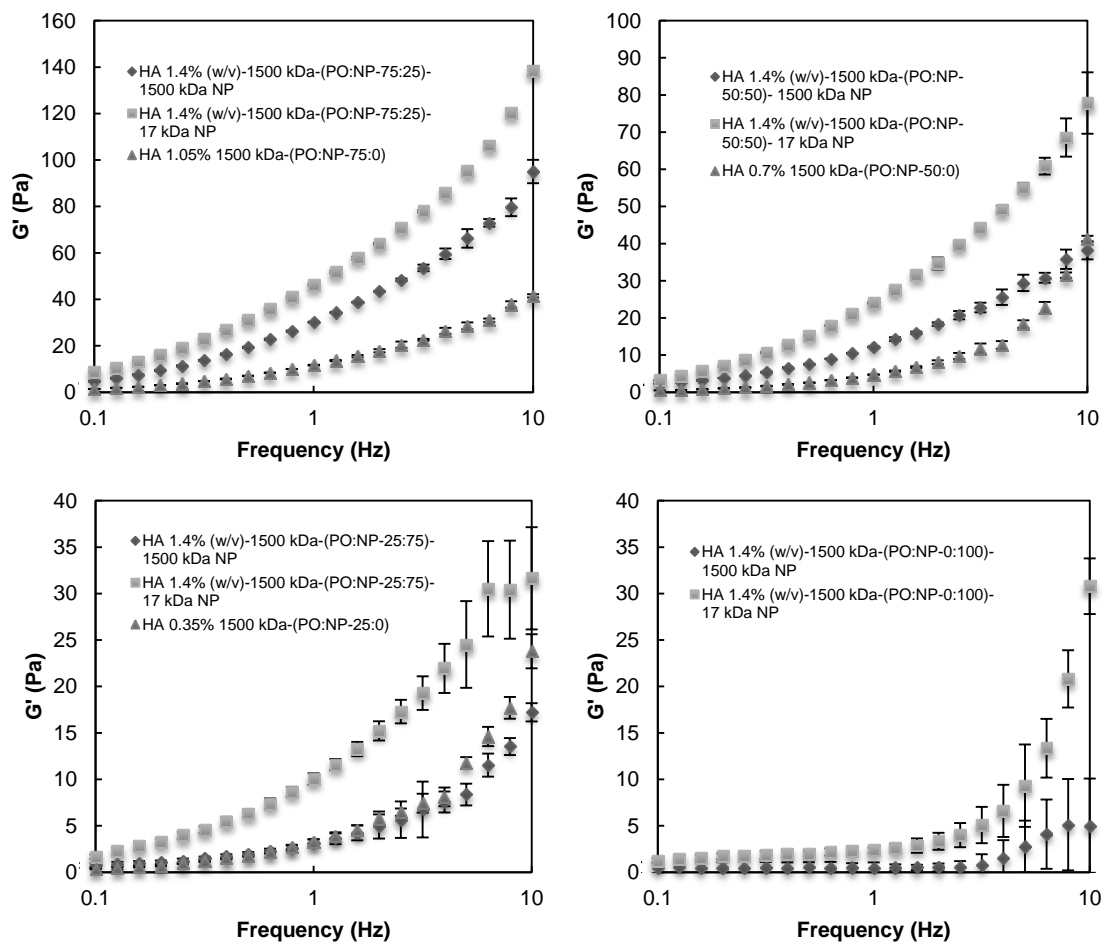 160
140
120
100
80
60
40
20
0
G' (Pa)
HA 1.4% (w/v)-1500 kDa-(PO:NP-75:25)-
1500 kDa NP
HA 1.4% (w/v)-1500 kDa-(PO:NP-75:25)-
17 kDa NP
HA 1.05% 1500 kDa-(PO:NP-75:0)
0.1 1 10
Frequency (Hz)
100
90
80
70
60
50
40
30
20
10
0
G' (Pa)
HA 1.4% (w/v)-1500 kDa-(PO:NP-
50:50)- 1500 kDa NP
HA 1.4% (w/v)-1500 kDa-(PO:NP-
50:50)- 17 kDa NP
HA 0.7% 1500 kDa-(PO:NP-50:0)
0.1 1 10
Frequency (Hz)
40
35
30
25
20
15
10
5
0
G' (Pa)
HA 1.4% (w/v)-1500 kDa-(PO:NP-25:75)-
1500 kDa NP
HA 1.4% (w/v)-1500 kDa-(PO:NP-25:75)-
17 kDa NP
HA 0.35% 1500 kDa-(PO:NP-25:0)
0.1 1 10
Frequency (Hz)
40
35
30
25
20
15
10
5
0
G' (Pa)
HA 1.4% (w/v)-1500 kDa-(PO:NP-0:100)-
1500 kDa NP
HA 1.4% (w/v)-1500 kDa-(PO:NP-0:100)-
17 kDa NP
0.1 1 10
Frequency (Hz)